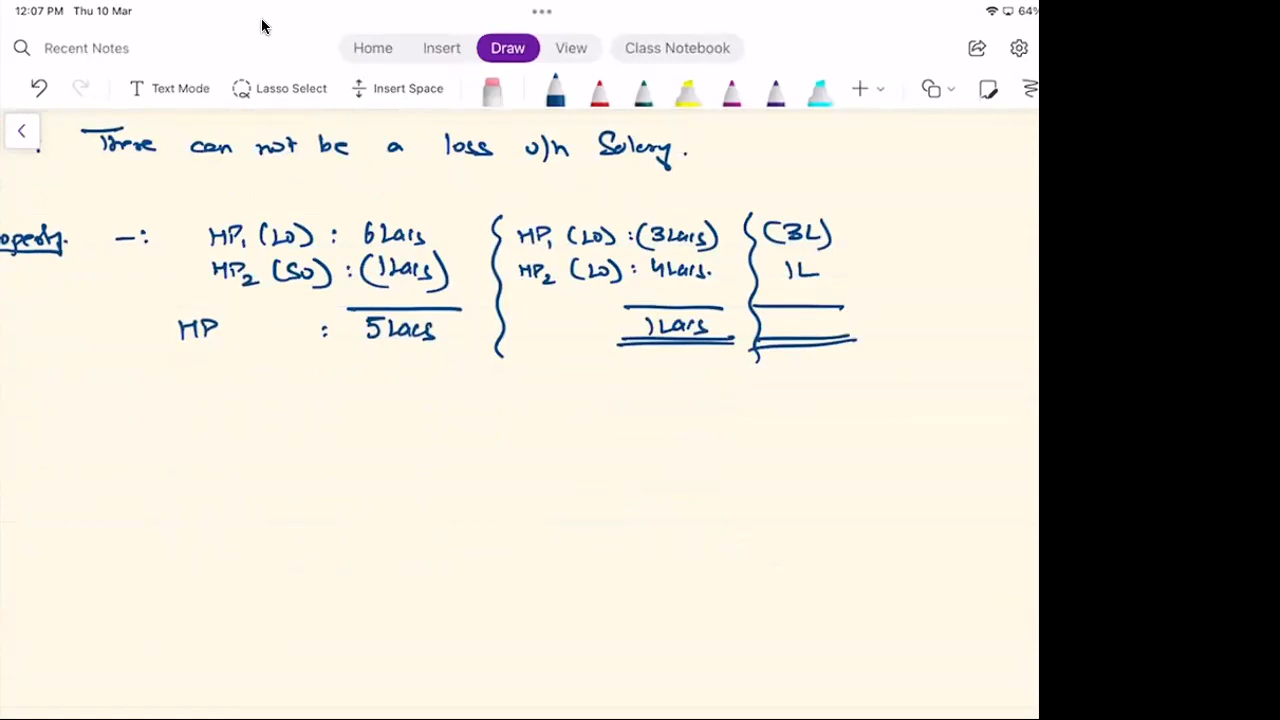 12:07 PM Thu 10 Mar
64%
Recent Notes
Home Insert Draw View Class Notebook
Text Mode Lasso Select Insert Space
There can not be a loss u/h Salary.
operty. -: HP1 (LO) : 6 Lacs HP1 (LO) : (3 Lacs) (3L)
HP2 (SO) : (1 Lacs) HP2 (LO) : 4 Lacs. 1L
HP : 5 Lacs 1 Lacs